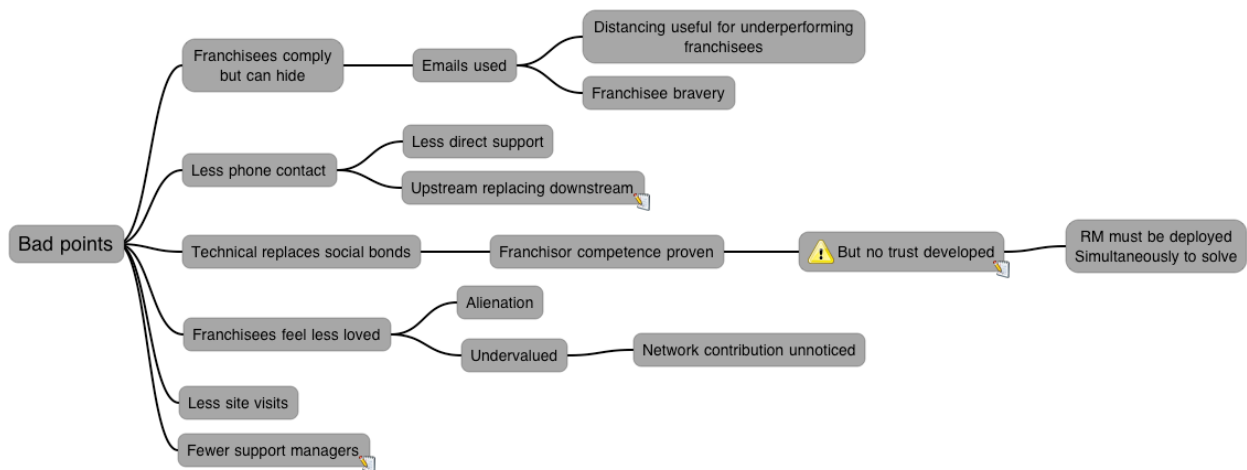 Bad points
Franchisees comply
but can hide
Emails used
Distancing useful for underperforming
franchisees
Franchisee bravery
Less phone contact
Less direct support
Upstream replacing downstream
Technical replaces social bonds
Franchisor competence proven
But no trust developed
RM must be deployed
Simultaneously to solve
Franchisees feel less loved
Alienation
Undervalued
Network contribution unnoticed
Less site visits
Fewer support managers